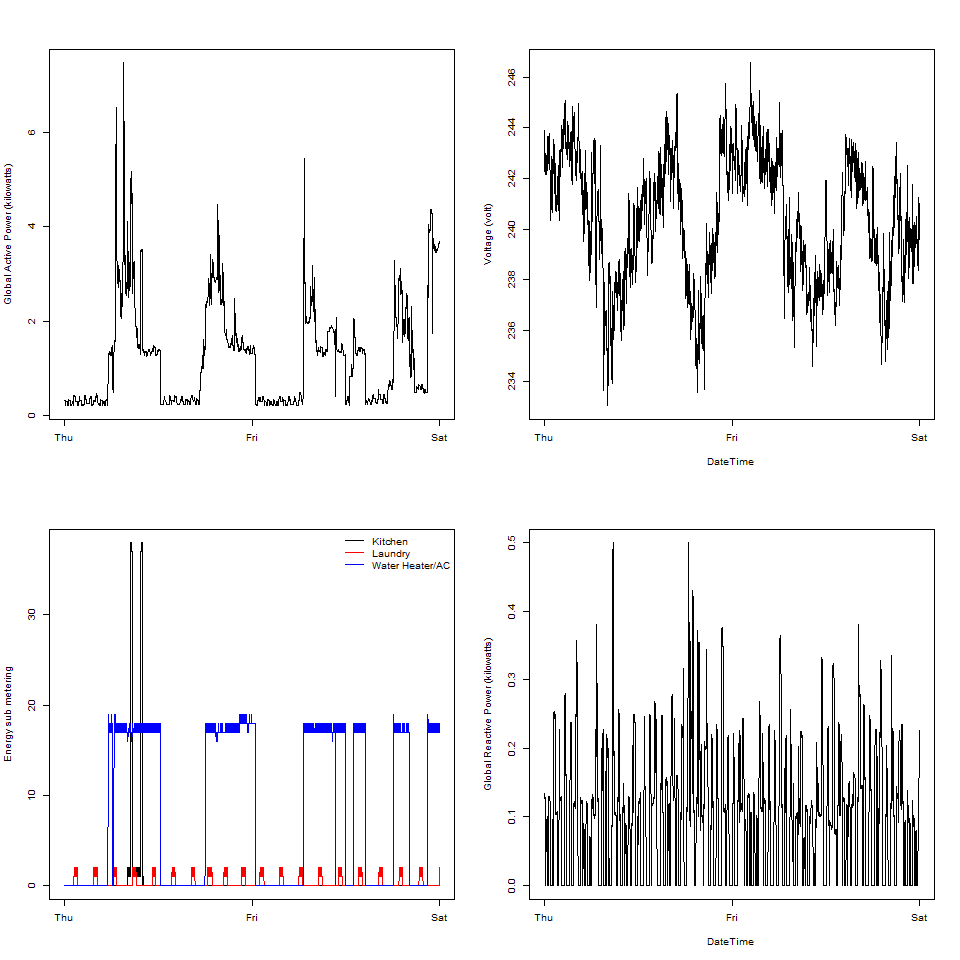 Global Active Power (kilowatts)
0
2
4
6
Thu
Fri
Sat
Voltage (volt)
234
236
238
240
242
244
246
Thu
Fri
Sat
DateTime
Energy sub metering
0
10
20
30
Kitchen
Laundry
Water Heater/AC
Thu
Fri
Sat
Global Reactive Power (kilowatts)
0.0
0.1
0.2
0.3
0.4
0.5
Thu
Fri
Sat
DateTime